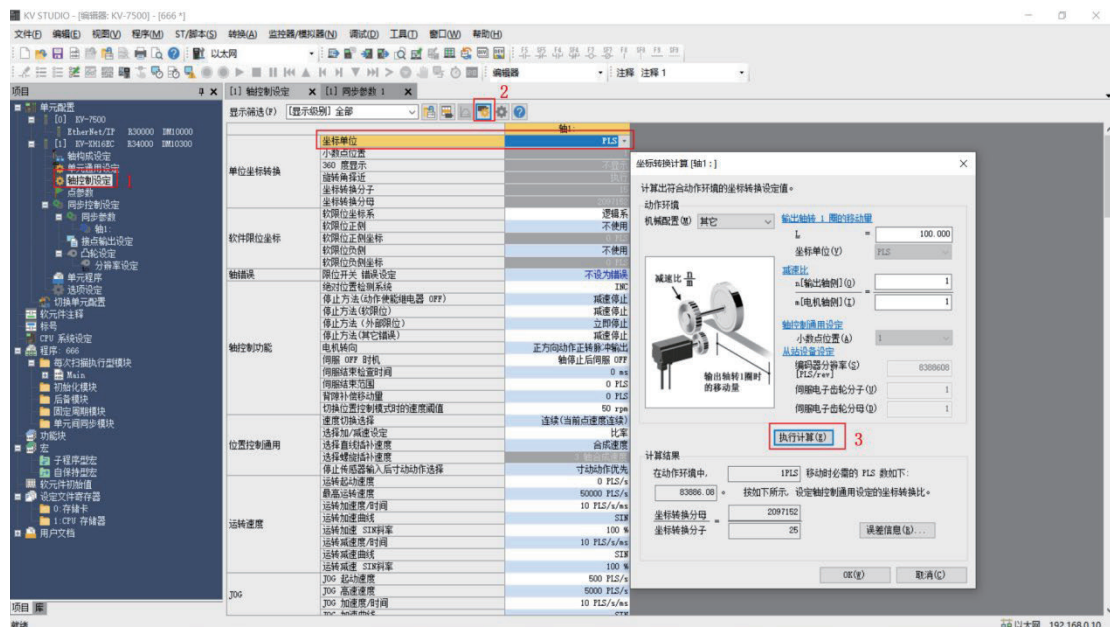 KV STUDIO - [编辑器: KV-7500] - [666 *]
文件(F) 编辑(E) 视图(V) 程序(M) ST/脚本(S) 转换(A) 监控器/模拟器(N) 调试(D) 工具(T) 窗口(W) 帮助(H)
以太网
编辑器 注释 注释 1
项目
[1] 轴控制设定 [1] 同步参数 1
2
显示筛选(F) [显示级别] 全部
单元配置
[0] KV-7500
EtherNet/IP R30000 DM10000
[1] KV-XH16EC R34000 DM10300
轴构成设定
单元通用设定
轴控制设定 1
点参数
同步控制设定
同步参数
轴1:
接点输出设定
凸轮设定
分辨率设定
单元程序
选项设定
切换单元配置
软元件注释
标号
CPU 系统设定
程序: 666
每次扫描执行型模块
Main
初始化模块
后备模块
固定周期模块
单元间同步模块
功能块
宏
子程序型宏
自保持型宏
软元件初始值
设定文件寄存器
0:存储卡
1:CPU 存储器
用户文档
项目 库
轴1:
单位坐标转换
坐标单位 PLS
小数点位置
360 度显示 不显示
旋转角择近 执行
坐标转换分子
坐标转换分母 2097152
软件限位坐标
软限位坐标系 逻辑系
软限位正侧 不使用
软限位正侧坐标 0 PLS
软限位负侧 不使用
软限位负侧坐标 0 PLS
轴错误
限位开关 错误设定 不设为错误
轴控制功能
绝对位置检测系统 INC
停止方法(动作使能继电器 OFF) 减速停止
停止方法(软限位) 减速停止
停止方法（外部限位) 立即停止
停止方法(其它错误) 减速停止
电机转向 正方向动作正转脉冲输出
伺服 OFF 时机 轴停止后伺服 OFF
伺服结束检查时间 0 ms
伺服结束范围 0 PLS
背隙补偿移动量 0 PLS
切换位置控制模式时的速度阈值 50 rpm
位置控制通用
速度切换选择 连续(当前点速度连续)
选择加/减速设定 比率
选择直线插补速度 合成速度
选择螺旋插补速度
停止传感器输入后寸动动作选择 寸动动作优先
运转速度
运转起动速度 0 PLS/s
最高运转速度 50000 PLS/s
运转加速度/时间 10 PLS/s/ms
运转加速曲线 SIN
运转加速 SIN斜率 100 %
运转减速度/时间 10 PLS/s/ms
运转减速曲线 SIN
运转减速 SIN斜率 100 %
JOG
JOG 起动速度 500 PLS/s
JOG 高速速度 5000 PLS/s
JOG 加速度/时间 10 PLS/s/ms
JOG 加速曲线 SIN
坐标转换计算 [轴1:]
计算出符合动作环境的坐标转换设定值。
动作环境
机械配置(M) 其它
减速比 n/m
输出轴转1圈时
的移动量
输出轴转 1 圈的移动量
L = 100.000
坐标单位(Y) PLS
减速比
n[输出轴侧](O) 1
=
m[电机轴侧](I) 1
轴控制通用设定
小数点位置(A) 1
从站设备设定
编码器分辨率(S) 8388608
[PLS/rev]
伺服电子齿轮分子(U) 1
伺服电子齿轮分母(D) 1
执行计算(E) 3
计算结果
在动作环境中， 1PLS 移动时必需的 PLS 数如下:
83886.08 。 按如下所示，设定轴控制通用设定的坐标转换比。
坐标转换分母 2097152
=
坐标转换分子 25
误差信息(R)...
OK(W) 取消(C)
就绪
以太网 192.168.0.10